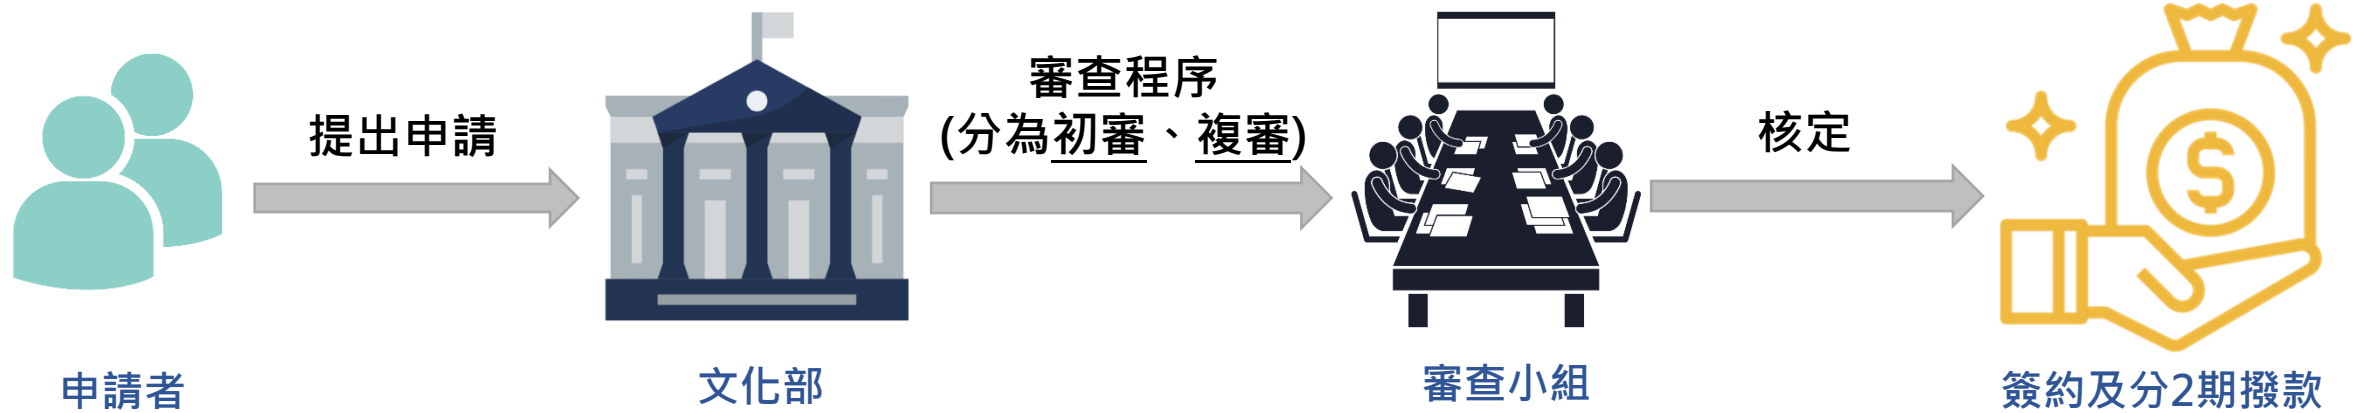 提出申請
審查程序
(分為初審、複審)
核定
申請者
文化部
審查小組
簽約及分2期撥款